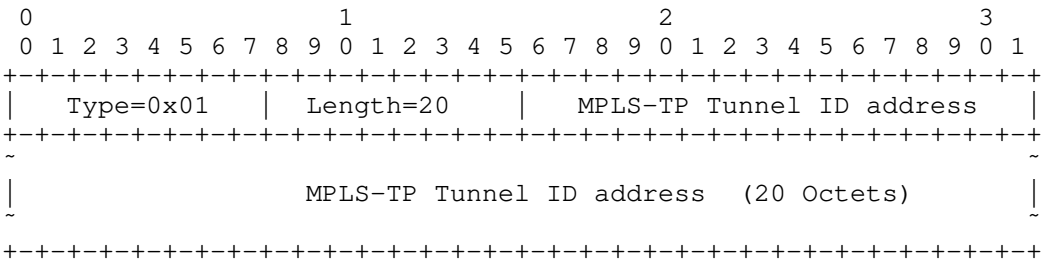 0                   1                   2                   3
 0 1 2 3 4 5 6 7 8 9 0 1 2 3 4 5 6 7 8 9 0 1 2 3 4 5 6 7 8 9 0 1
+-+-+-+-+-+-+-+-+-+-+-+-+-+-+-+-+-+-+-+-+-+-+-+-+-+-+-+-+-+-+-+-+
|   Type=0x01   |  Length=20    |   MPLS-TP Tunnel ID address   |
+-+-+-+-+-+-+-+-+-+-+-+-+-+-+-+-+-+-+-+-+-+-+-+-+-+-+-+-+-+-+-+-+
~                                                               ~
|                  MPLS-TP Tunnel ID address  (20 Octets)       |
~                                                               ~
+-+-+-+-+-+-+-+-+-+-+-+-+-+-+-+-+-+-+-+-+-+-+-+-+-+-+-+-+-+-+-+-+